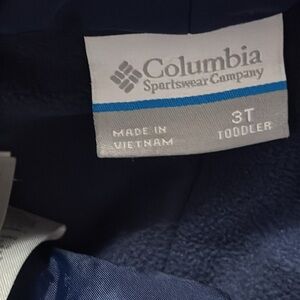 Columbia
Sportswear Company
3T
MADE IN
TODDLER
VIETNAM